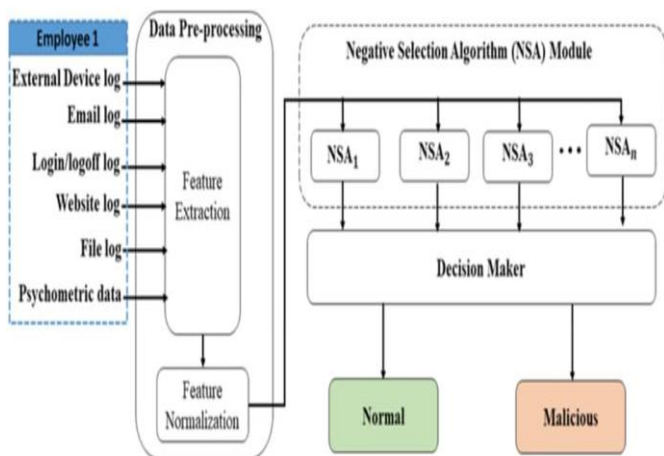 Employee 1
External Device log
Email log
Login/logoff log
Website log
File log
Psychometric data
Data Pre-processing
Feature
Extraction
Feature
Normalization
Negative Selection Algorithm (NSA) Module
NSA1
NSA2
NSA3
•••
NSAn
Decision Maker
Normal
Malicious